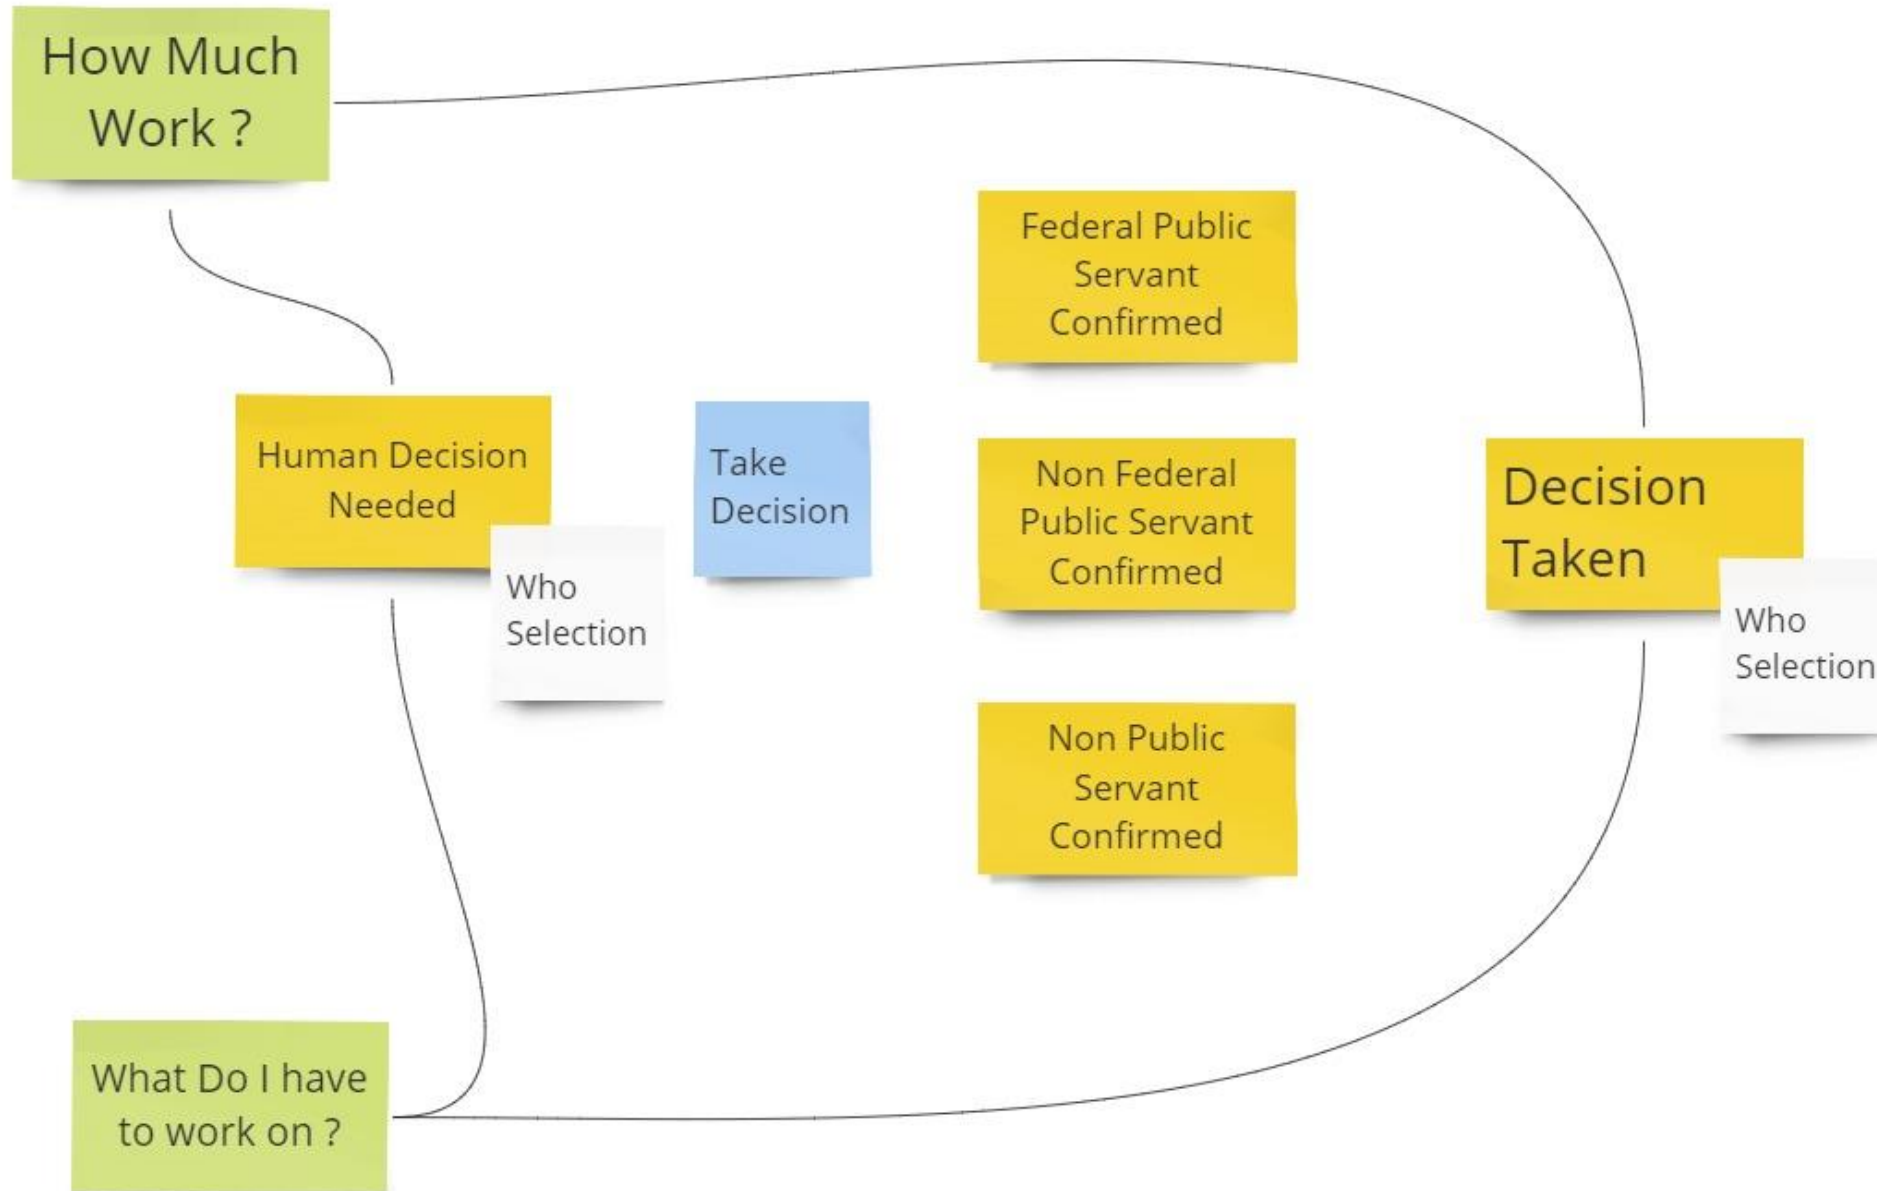 How Much
Work ?
Federal Public
Servant
Confirmed
Human Decision
Needed
Who
Selection
Take
Decision
Non Federal
Public Servant
Confirmed
Decision
Taken
Who
Selection
Non Public
Servant
Confirmed
What Do I have
to work on ?